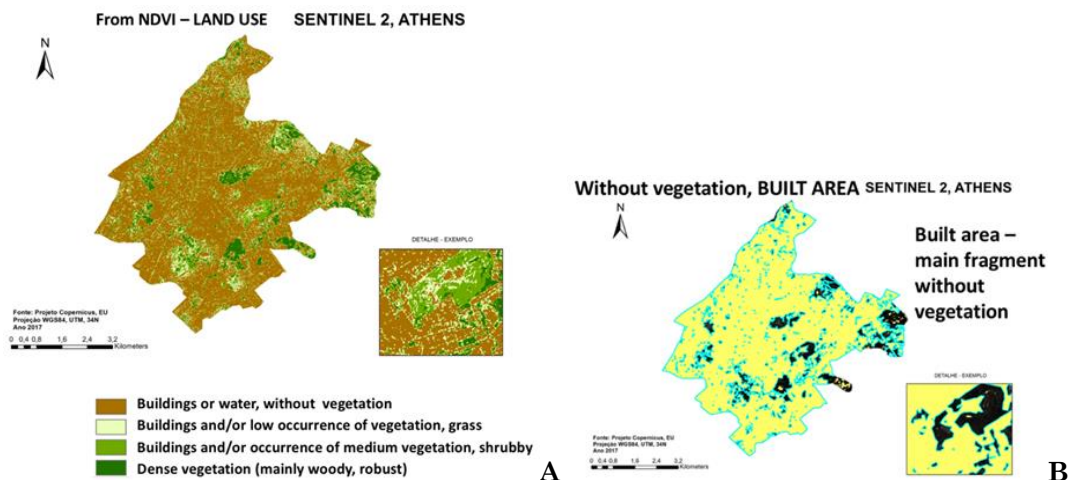 From NDVI – LAND USE SENTINEL 2, ATHENS
N
DETALHE - EXEMPLO
Fonte: Projeto Copernicus, EU
Projeção WGS84, UTM, 34N
Ano 2017
0 0,4 0,8 1,6 2,4 3,2
Kilometers
Buildings or water, without vegetation
Buildings and/or low occurrence of vegetation, grass
Buildings and/or occurrence of medium vegetation, shrubby
Dense vegetation (mainly woody, robust)
A
Without vegetation, BUILT AREA SENTINEL 2, ATHENS
N
Built area –
main fragment
without
vegetation
DETALHE - EXEMPLO
Fonte: Projeto Copernicus, EU
Projeção WGS84, UTM, 34N
Ano 2017
0 0,4 0,8 1,6 2,4 3,2
Kilometers
B